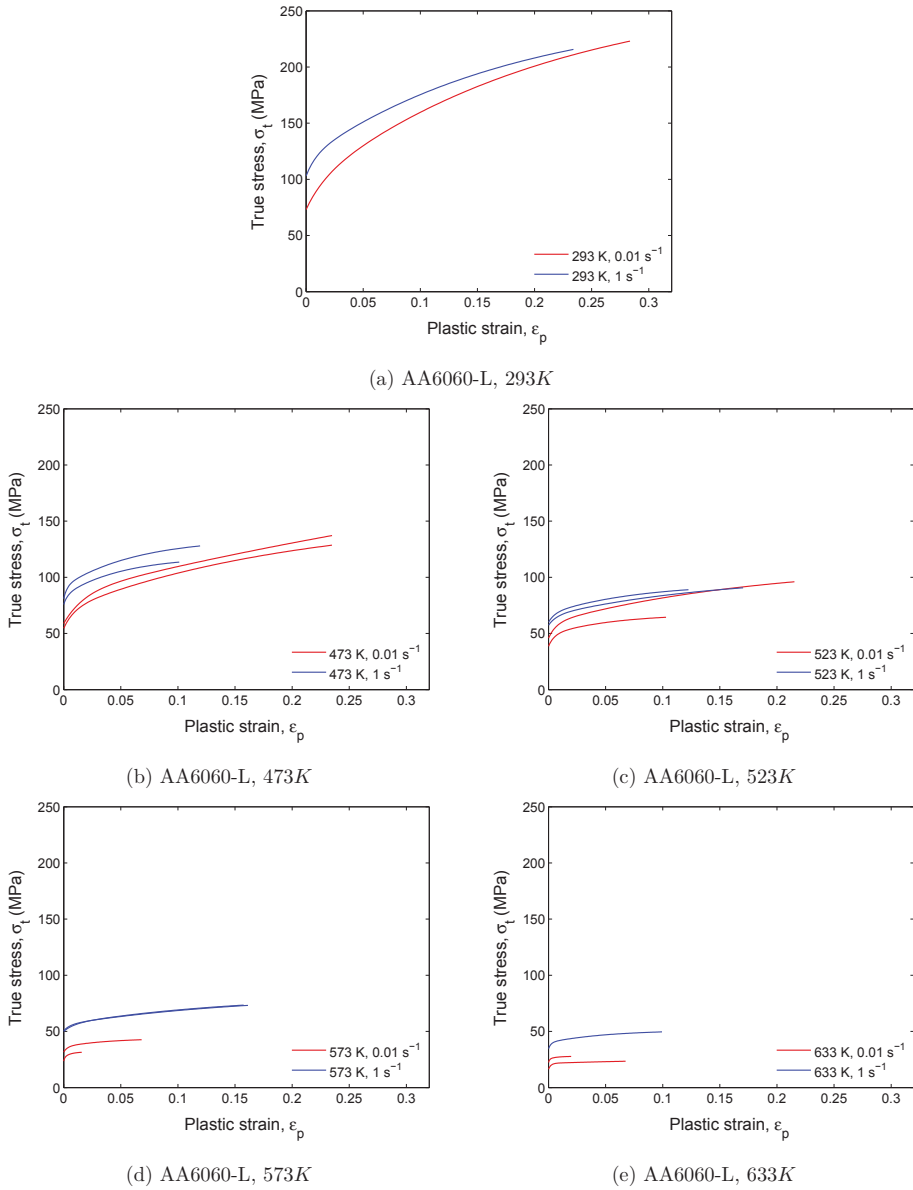 250
200
150
100
50
0
True stress, σt (MPa)
293 K, 0.01 s−1
293 K, 1 s−1
0 0.05 0.1 0.15 0.2 0.25 0.3
Plastic strain, εp
(a) AA6060-L, 293K
250
200
150
100
50
0
True stress, σt (MPa)
473 K, 0.01 s−1
473 K, 1 s−1
0 0.05 0.1 0.15 0.2 0.25 0.3
Plastic strain, εp
(b) AA6060-L, 473K
250
200
150
100
50
0
True stress, σt (MPa)
523 K, 0.01 s−1
523 K, 1 s−1
0 0.05 0.1 0.15 0.2 0.25 0.3
Plastic strain, εp
(c) AA6060-L, 523K
250
200
150
100
50
0
True stress, σt (MPa)
573 K, 0.01 s−1
573 K, 1 s−1
0 0.05 0.1 0.15 0.2 0.25 0.3
Plastic strain, εp
(d) AA6060-L, 573K
250
200
150
100
50
0
True stress, σt (MPa)
633 K, 0.01 s−1
633 K, 1 s−1
0 0.05 0.1 0.15 0.2 0.25 0.3
Plastic strain, εp
(e) AA6060-L, 633K